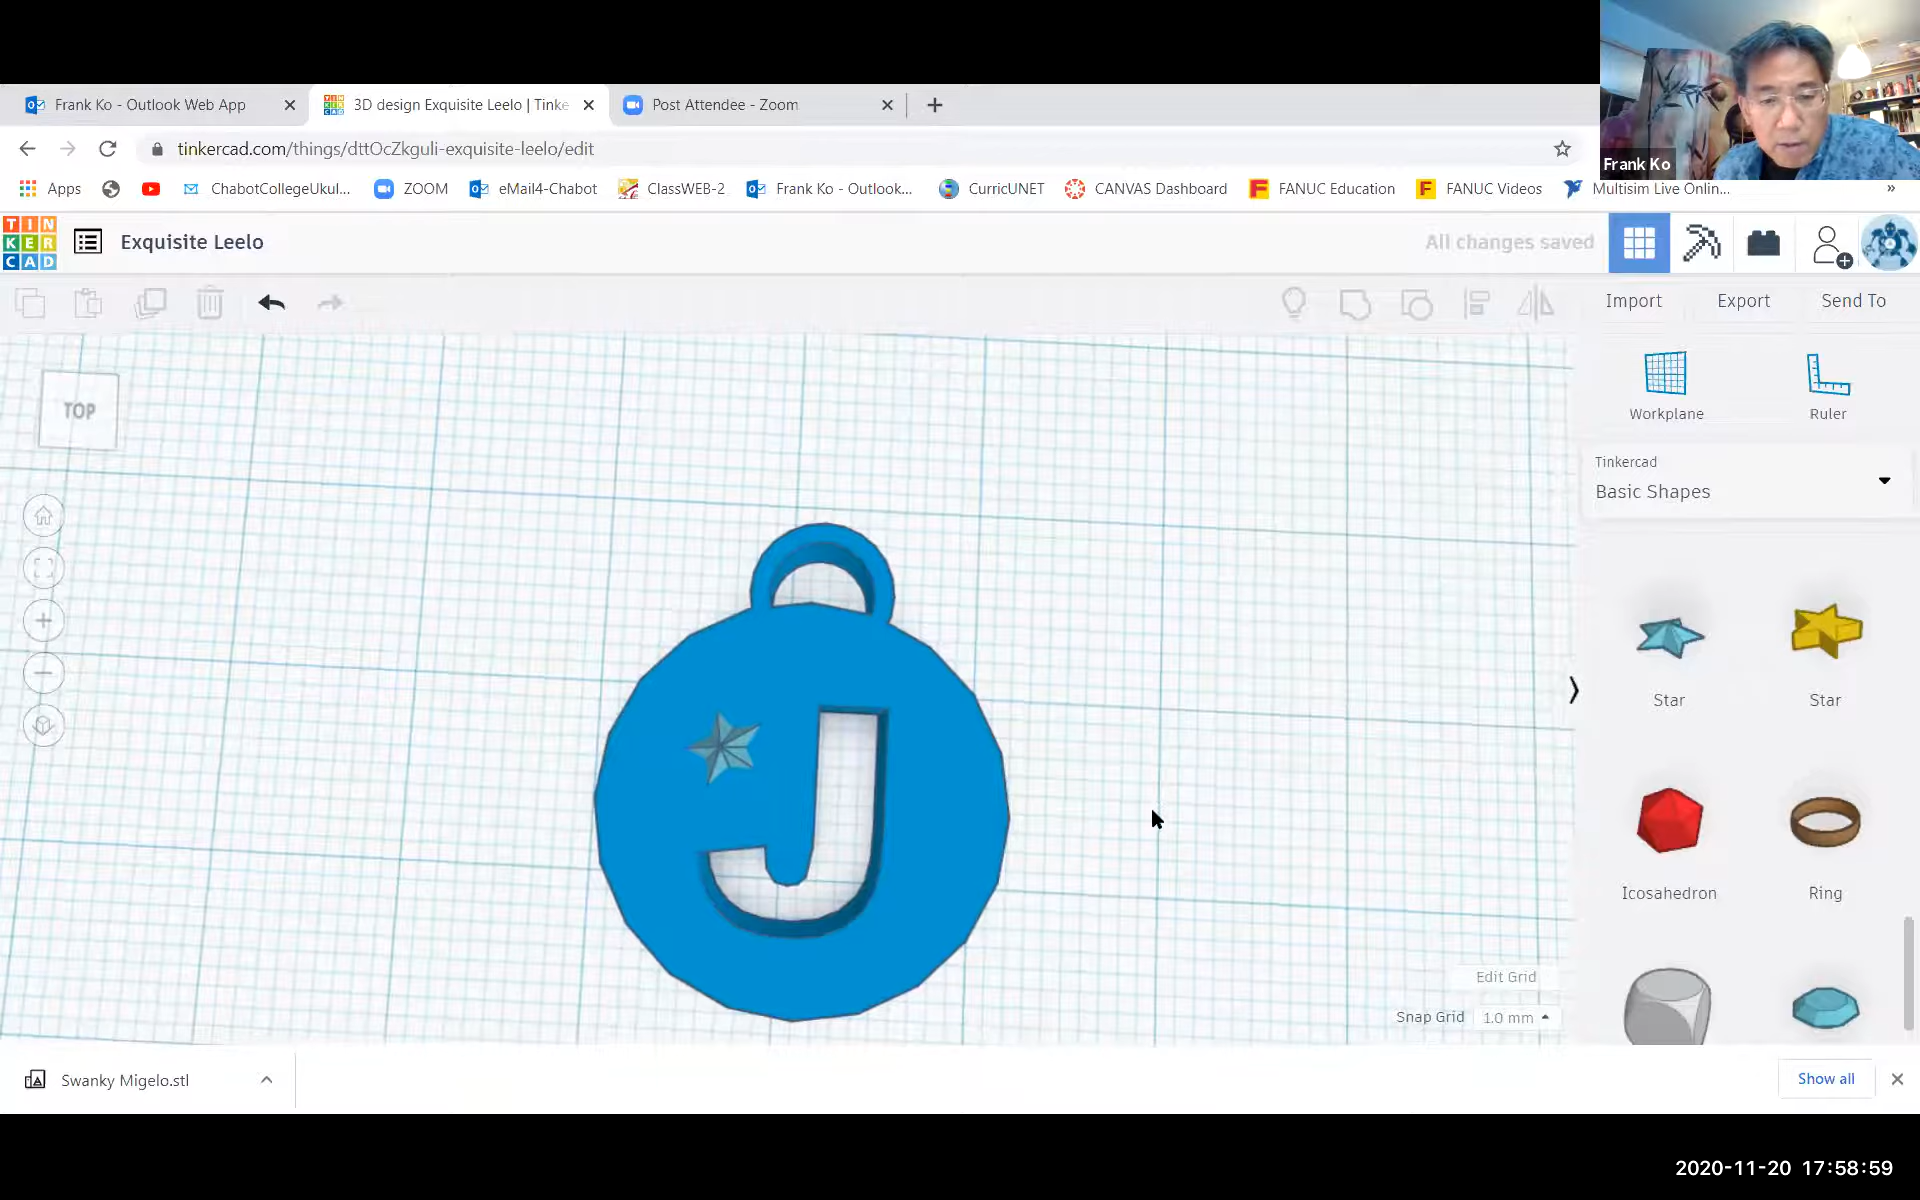 Frank Ko - Outlook Web App
3D design Exquisite Leelo | Tinke
Post Attendee - Zoom
tinkercad.com/things/dttOcZkguli-exquisite-leelo/edit
Frank Ko
Apps
ChabotCollegeUkul...
ZOOM
eMail4-Chabot
ClassWEB-2
Frank Ko - Outlook...
CurricUNET
CANVAS Dashboard
FANUC Education
FANUC Videos
Multisim Live Onlin...
»
TIN
KER
CAD
Exquisite Leelo
All changes saved
Import
Export
Send To
TOP
Workplane
Ruler
Tinkercad
Basic Shapes
Star
Star
J
Icosahedron
Ring
Edit Grid
Snap Grid
1.0 mm
Swanky Migelo.stl
Show all
2020-11-20 17:58:59